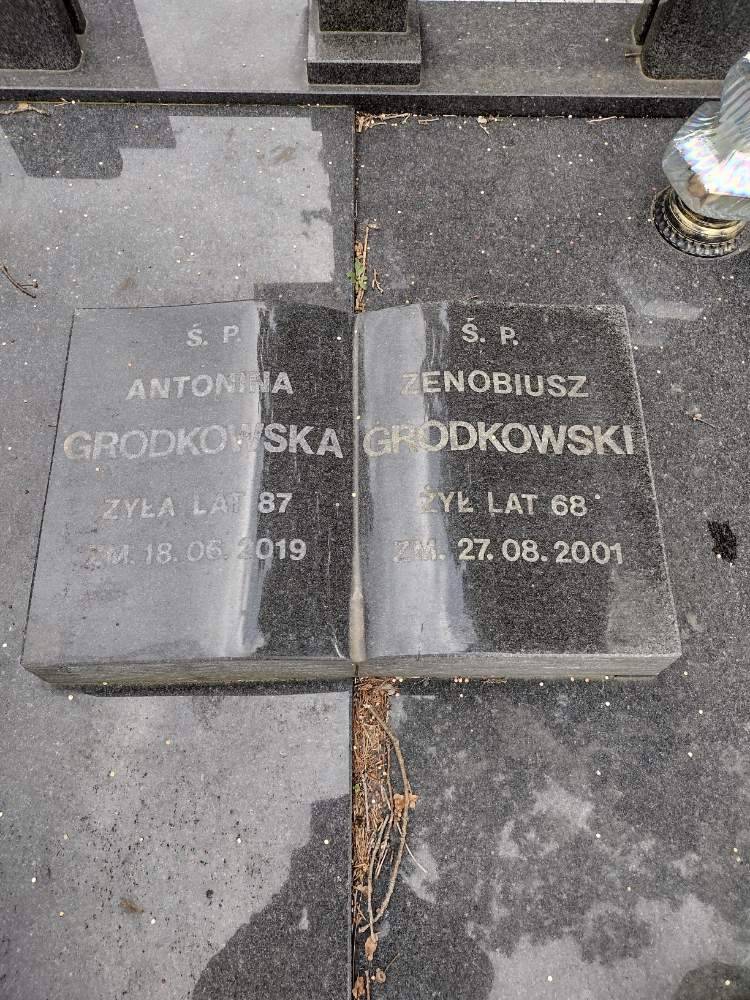 Ś. P.
ANTONINA
GRODKOWSKA
ŻYŁA LAT 87
ZM. 18.06.2019
Ś. P.
ZENOBIUSZ
GRODKOWSKI
ŻYŁ LAT 68
ZM. 27.08.2001